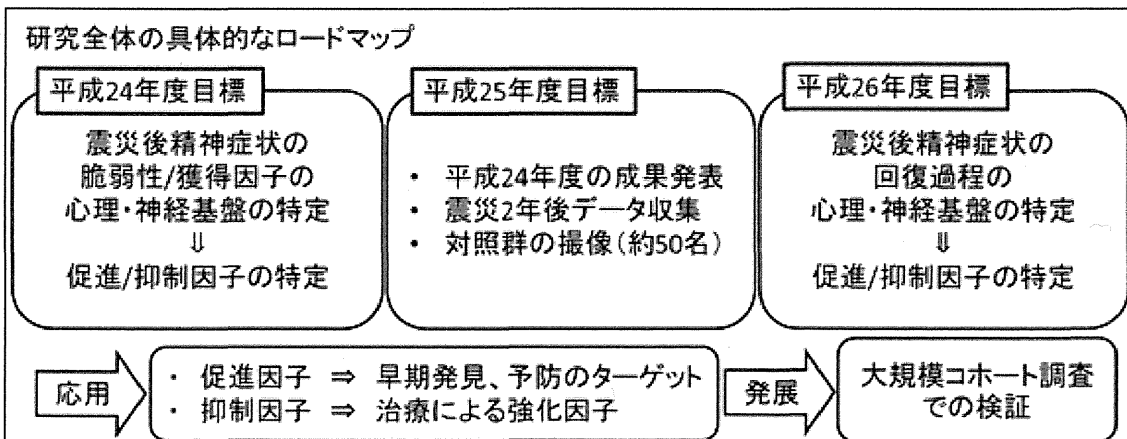 研究全体の具体的なロードマップ
平成24年度目標
震災後精神症状の
脆弱性/獲得因子の
心理・神経基盤の特定
⇓
促進/抑制因子の特定
平成25年度目標
・ 平成24年度の成果発表
・ 震災2年後データ収集
・ 対照群の撮像(約50名)
平成26年度目標
震災後精神症状の
回復過程の
心理・神経基盤の特定
⇓
促進/抑制因子の特定
応用
・ 促進因子 ⇒ 早期発見、予防のターゲット
・ 抑制因子 ⇒ 治療による強化因子
発展
大規模コホート調査
での検証